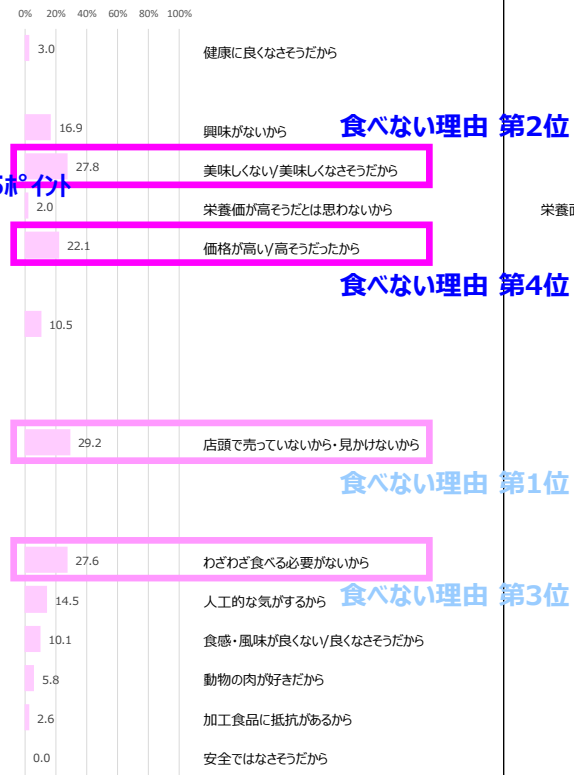 0% 20% 40% 60% 80% 100%
3.0 健康に良くなさそうだから
食べない理由 第2位
16.9 興味がないから
27.8 美味しくない/美味しくなさそうだから
5ポイント
2.0 栄養価が高そうだとは思わないから 栄養面
22.1 価格が高い/高そうだったから
食べない理由 第4位
10.5
29.2 店頭で売っていないから・見かけないから
食べない理由 第1位
27.6 わざわざ食べる必要がないから
食べない理由 第3位
14.5 人工的な気がするから
10.1 食感・風味が良くない/良くなさそうだから
5.8 動物の肉が好きだから
2.6 加工食品に抵抗があるから
0.0 安全ではなさそうだから